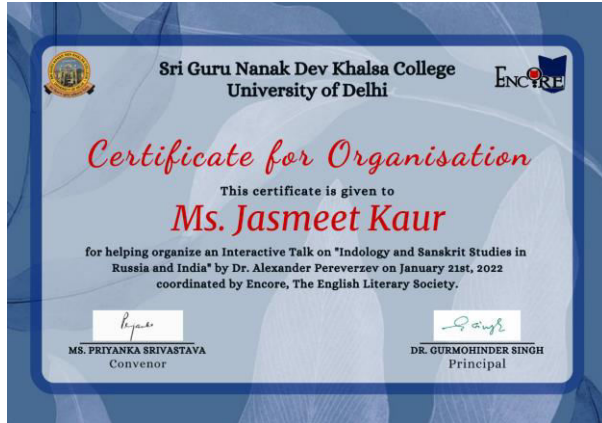 Sri Guru Nanak Dev Khalsa College
University of Delhi
ENCORE
Certificate for Organisation
This certificate is given to
Ms. Jasmeet Kaur
for helping organize an Interactive Talk on "Indology and Sanskrit Studies in
Russia and India" by Dr. Alexander Pereverzev on January 21st, 2022
coordinated by Encore, The English Literary Society.
MS. PRIYANKA SRIVASTAVA
Convenor
DR. GURMOHINDER SINGH
Principal